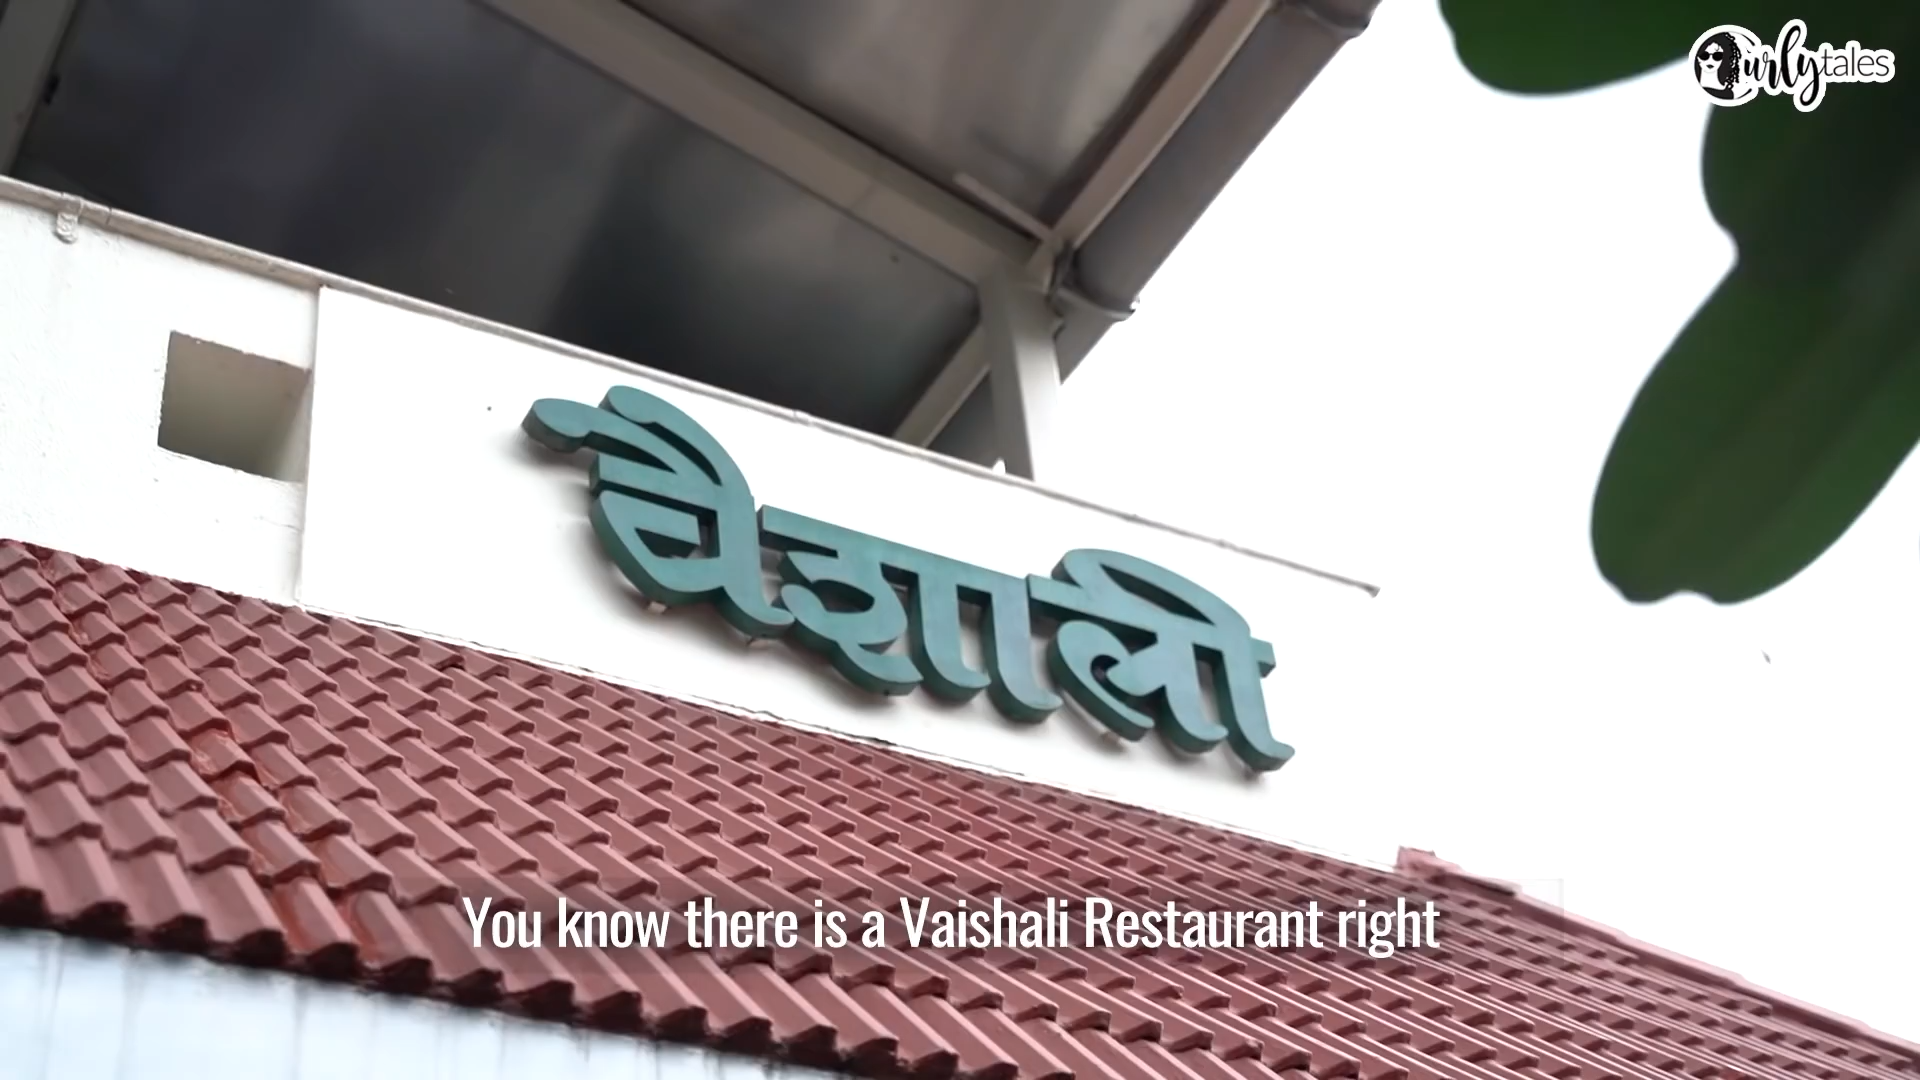 Curlytales
वैशाली
You know there is a Vaishali Restaurant right